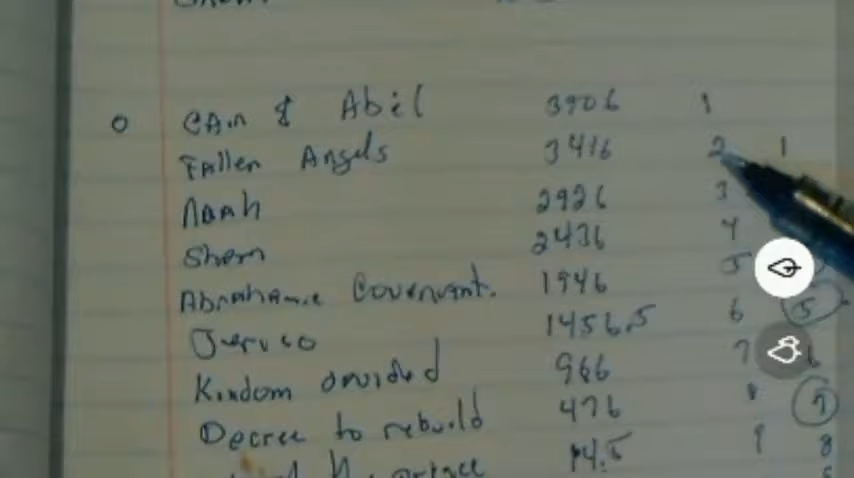 0 CAin & Abel 3906 1
Fallen Angels 3416 2 1
Noah 2926 3
Shem 2436 4
Abrahamic Covenant. 1946 5
1456.5 6 5
Kindom divided 966 7 6
Decree to rebuild 476 8 7
14.5 9 8